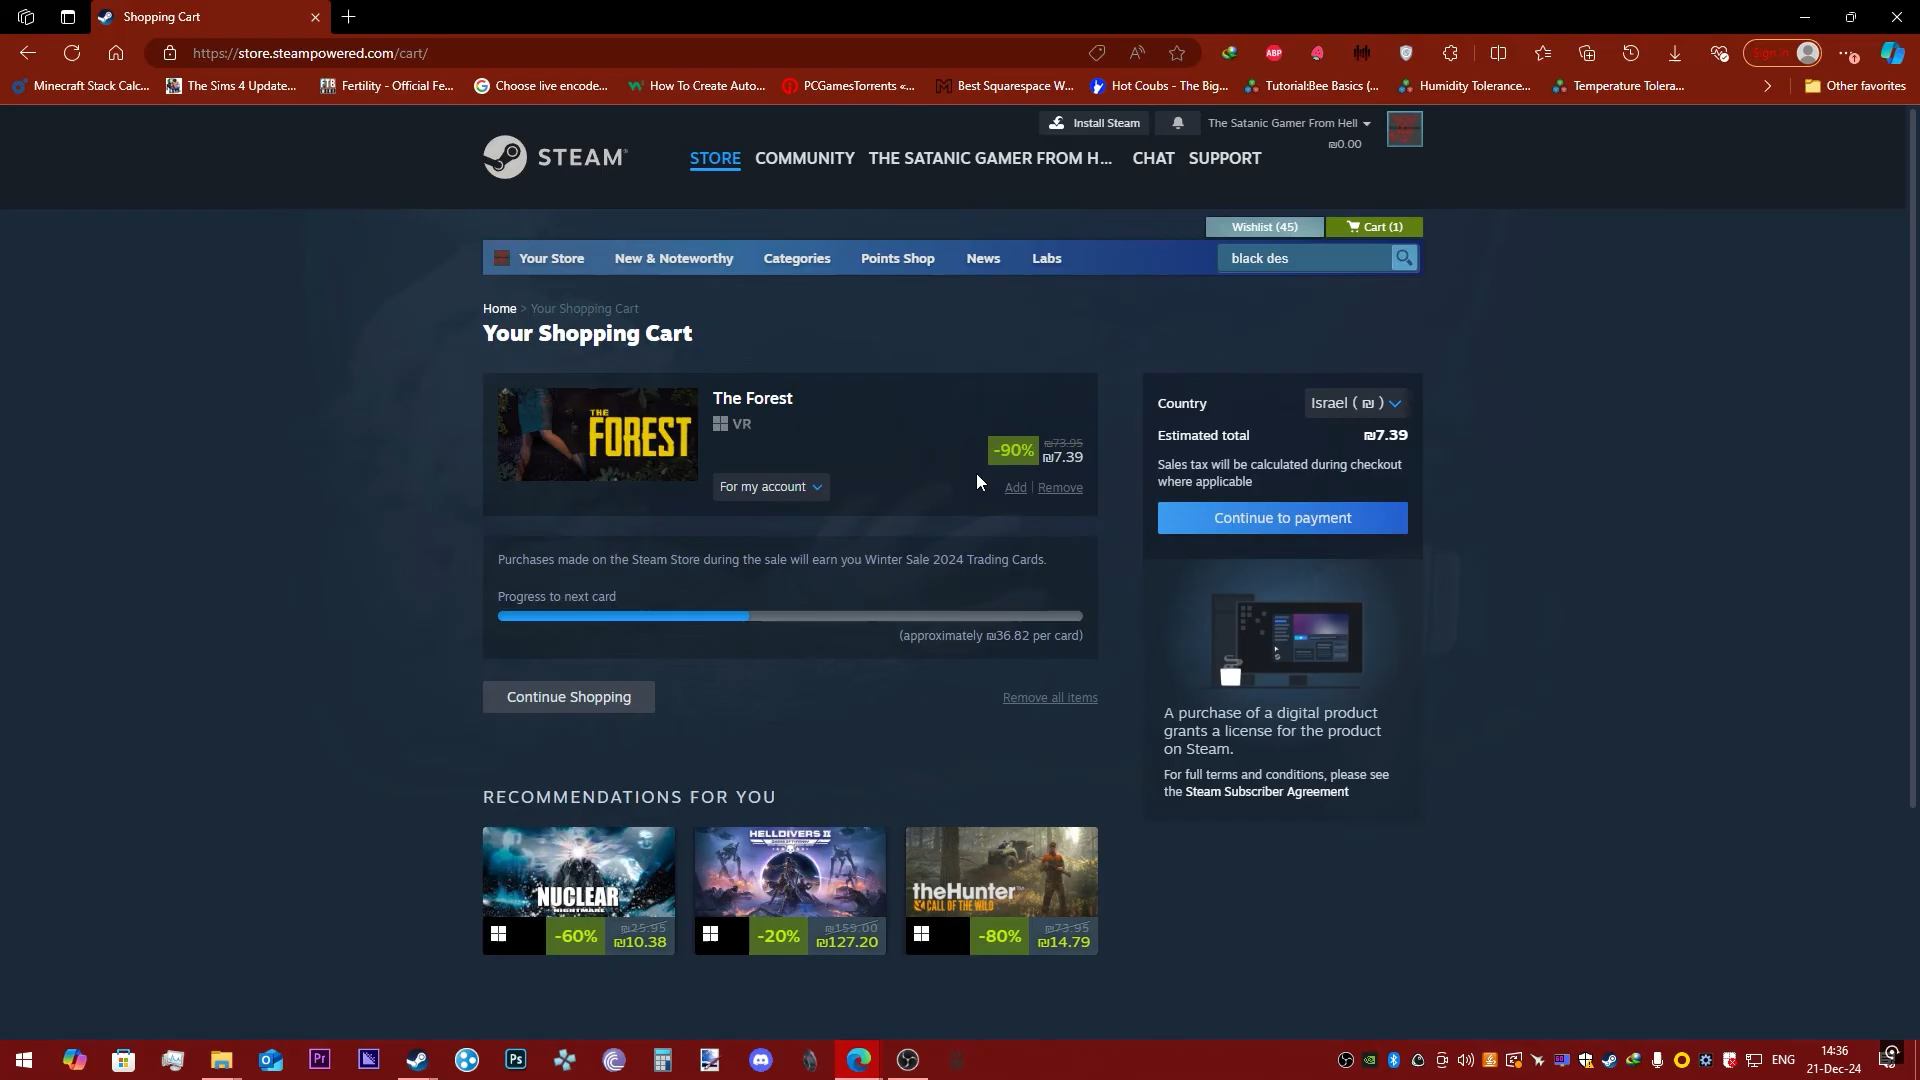 Shopping Cart
https://store.steampowered.com/cart/
Sign in
Minecraft Stack Calc...
The Sims 4 Update...
Fertility - Official Fe...
Choose live encode...
How To Create Auto...
PCGamesTorrents «...
Best Squarespace W...
Hot Coubs - The Big...
Tutorial:Bee Basics (...
Humidity Tolerance...
Temperature Tolera...
Other favorites
Install Steam
The Satanic Gamer From Hell
₪0.00
STEAM
STORE COMMUNITY THE SATANIC GAMER FROM H... CHAT SUPPORT
Wishlist (45)
Cart (1)
Your Store New & Noteworthy Categories Points Shop News Labs
black des
Home > Your Shopping Cart
Your Shopping Cart
THE FOREST
The Forest
VR
-90%
₪73.95
₪7.39
For my account
Add | Remove
Country
Israel ( ₪ )
Estimated total ₪7.39
Sales tax will be calculated during checkout
where applicable
Continue to payment
Purchases made on the Steam Store during the sale will earn you Winter Sale 2024 Trading Cards.
Progress to next card
(approximately ₪36.82 per card)
Continue Shopping
Remove all items
A purchase of a digital product
grants a license for the product
on Steam.
For full terms and conditions, please see
the Steam Subscriber Agreement
RECOMMENDATIONS FOR YOU
NUCLEAR
NIGHTMARE
-60%
₪25.95
₪10.38
HELLDIVERS II
-20%
₪159.00
₪127.20
theHunter
CALL OF THE WILD
-80%
₪73.95
₪14.79
Pr
Ps
ENG
14:36
21-Dec-24